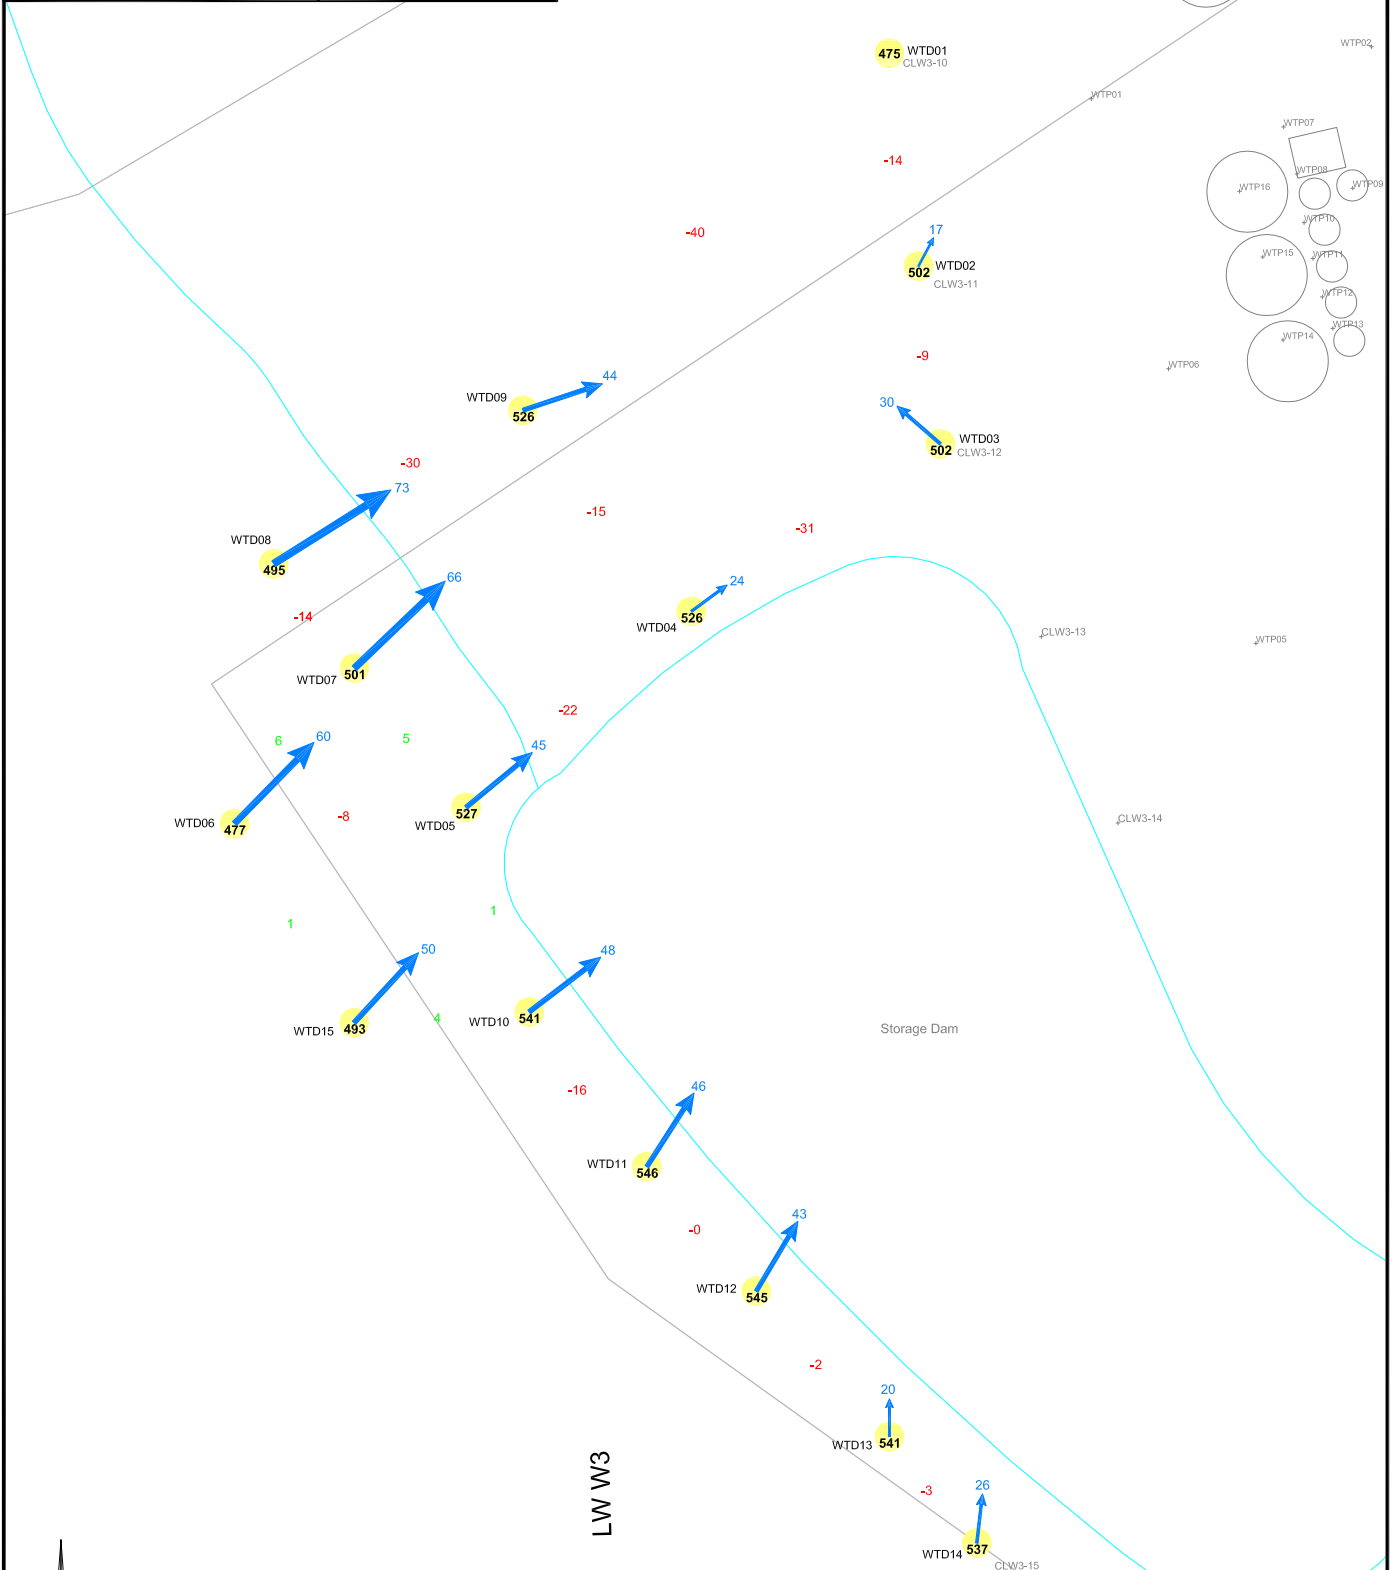 WTP02
475 WTD01
CLW3-10
WTP01
WTP07
-14
WTP08
WTP09
WTP16
WTP10
17
-40
WTP15
WTP11
502 WTD02
CLW3-11
WTP12
WTP13
WTP14
-9
WTP06
44
WTD09
526
30
WTD03
502
CLW3-12
-30
73
-15
-31
WTD08
495
66
24
-14
526
WTD04
CLW3-13
WTP05
WTD07
501
-22
6
60
5
45
-8
527
WTD05
WTD06
477
CLW3-14
1
1
50
48
WTD15
493
4
WTD10
541
Storage Dam
-16
46
WTD11
546
43
-0
WTD12
545
-2
20
WTD13
541
LW W3
-3
26
WTD14
537
CLW3-15